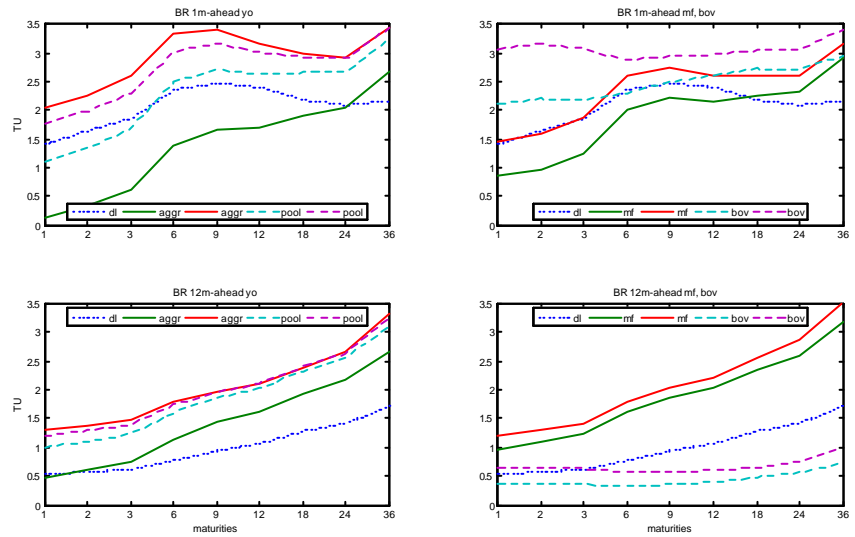 BR 1m-ahead yo
3.5
3
2.5
2
1.5
1
0.5
0
TU
dl aggr aggr pool pool
1 2 3 6 9 12 18 24 36
BR 1m-ahead mf, bov
3.5
3
2.5
2
1.5
1
0.5
0
dl mf mf bov bov
1 2 3 6 9 12 18 24 36
BR 12m-ahead yo
3.5
3
2.5
2
1.5
1
0.5
0
TU
dl aggr aggr pool pool
1 2 3 6 9 12 18 24 36
maturities
BR 12m-ahead mf, bov
3.5
3
2.5
2
1.5
1
0.5
0
dl mf mf bov bov
1 2 3 6 9 12 18 24 36
maturities